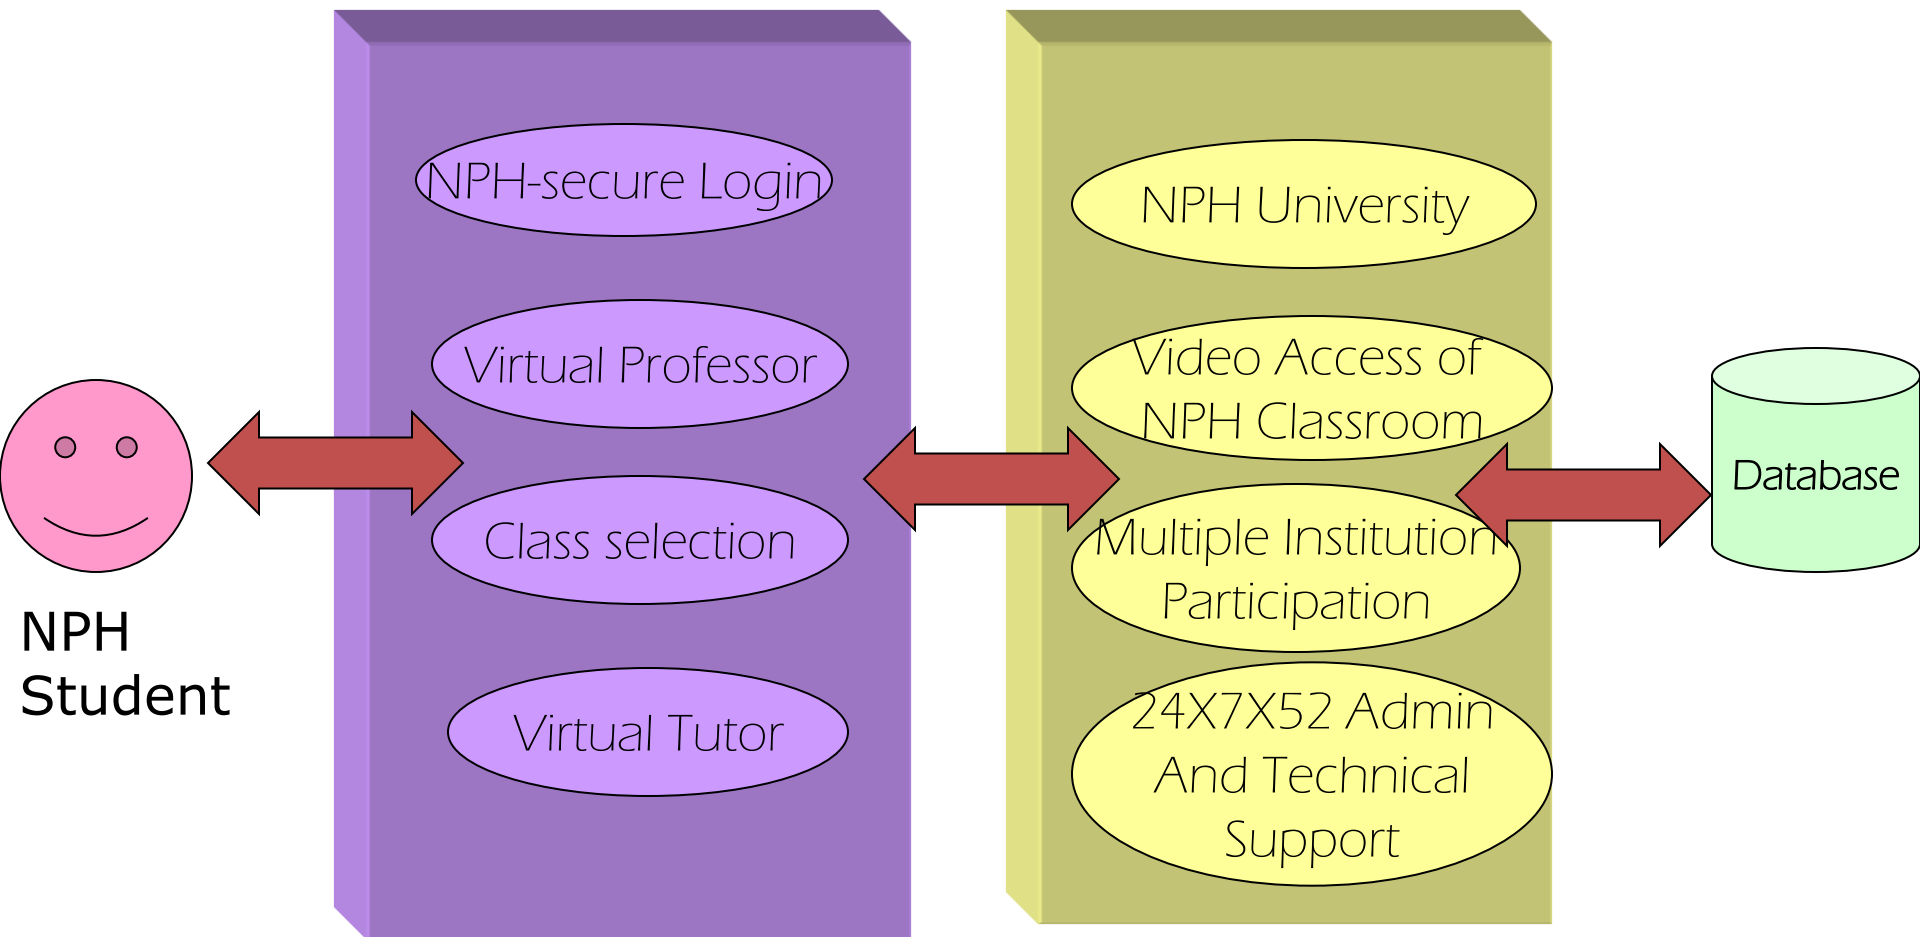 NPH-secure Login
Virtual Professor
Class selection
Virtual Tutor
NPH University
Video Access of
NPH Classroom
Multiple Institution
Participation
24X7X52 Admin
And Technical
Support
Database
NPH
Student